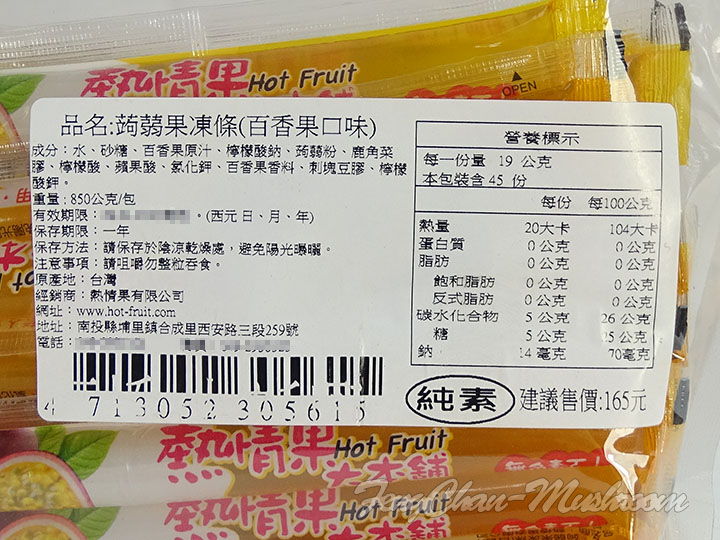 熱情果 Hot Fruit
OPEN
品名:蒟蒻果凍條(百香果口味)
成分：水、砂糖、百香果原汁、檸檬酸鈉、蒟蒻粉、鹿角菜
膠、檸檬酸、蘋果酸、氯化鉀、百香果香料、刺塊豆膠、檸檬
酸鉀。
重量：850公克/包
有效期限：。(西元 日、月、年)
保存期限：一年
保存方法：請保存於陰涼乾燥處，避免陽光曝曬。
注意事項：請咀嚼勿整粒吞食。
原產地：台灣
經銷商：熱情果有限公司
網址：www.hot-fruit.com
地址：南投縣埔里鎮合成里西安路三段259號
電話：
4 713052 305615
營養標示
每一份量 19 公克
本包裝含 45 份
每份 每100公克
熱量 20大卡 104大卡
蛋白質 0公克 0公克
脂肪 0公克 0公克
飽和脂肪 0公克 0公克
反式脂肪 0公克 0公克
碳水化合物 5公克 26公克
糖 5公克 25公克
鈉 14毫克 70毫克
純素 建議售價:165元
熱情果 Hot Fruit
大本舖
熱情果 Hot Fruit
大本舖
JonChan-Mushroom